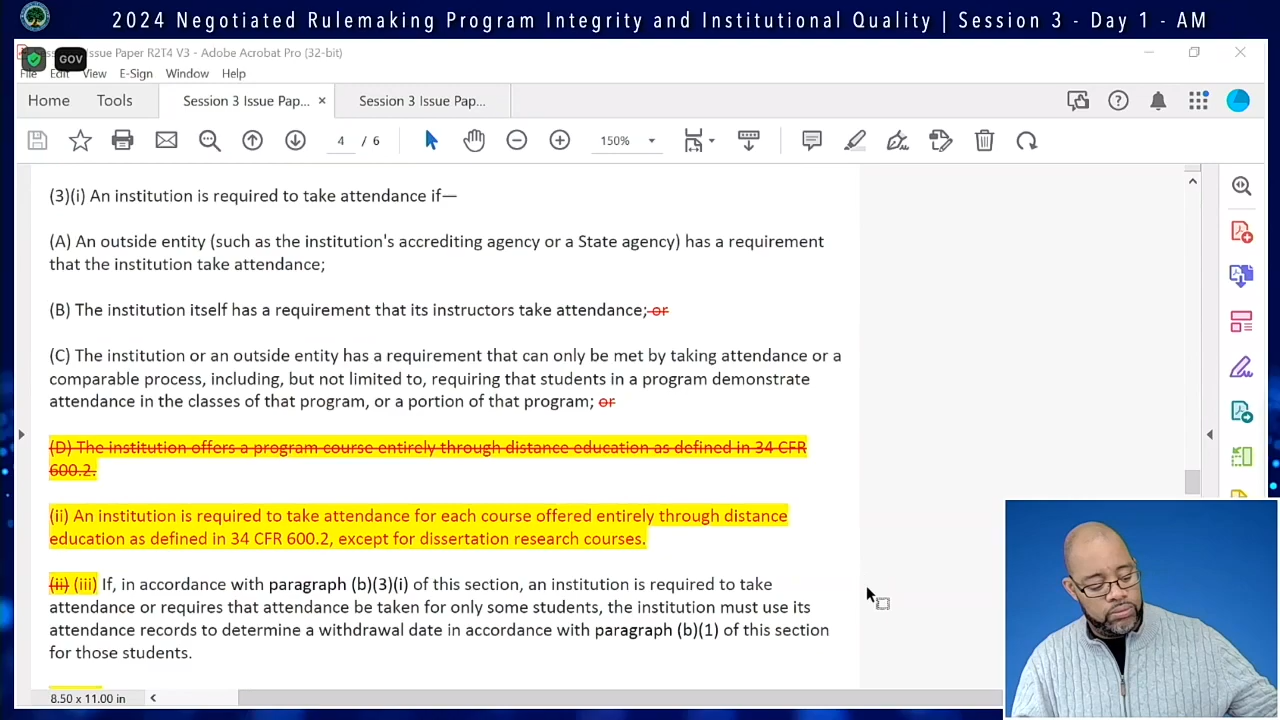 2024 Negotiated Rulemaking Program Integrity and Institutional Quality | Session 3 - Day 1 - AM
GOV
Issue Paper R2T4 V3 - Adobe Acrobat Pro (32-bit)
File Edit View E-Sign Window Help
Home Tools Session 3 Issue Pap... × Session 3 Issue Pap...
4 / 6 150%
(3)(i) An institution is required to take attendance if—
(A) An outside entity (such as the institution's accrediting agency or a State agency) has a requirement
that the institution take attendance;
(B) The institution itself has a requirement that its instructors take attendance; or
(C) The institution or an outside entity has a requirement that can only be met by taking attendance or a
comparable process, including, but not limited to, requiring that students in a program demonstrate
attendance in the classes of that program, or a portion of that program; or
(D) The institution offers a program course entirely through distance education as defined in 34 CFR
600.2.
(ii) An institution is required to take attendance for each course offered entirely through distance
education as defined in 34 CFR 600.2, except for dissertation research courses.
(ii) (iii) If, in accordance with paragraph (b)(3)(i) of this section, an institution is required to take
attendance or requires that attendance be taken for only some students, the institution must use its
attendance records to determine a withdrawal date in accordance with paragraph (b)(1) of this section
for those students.
8.50 x 11.00 in